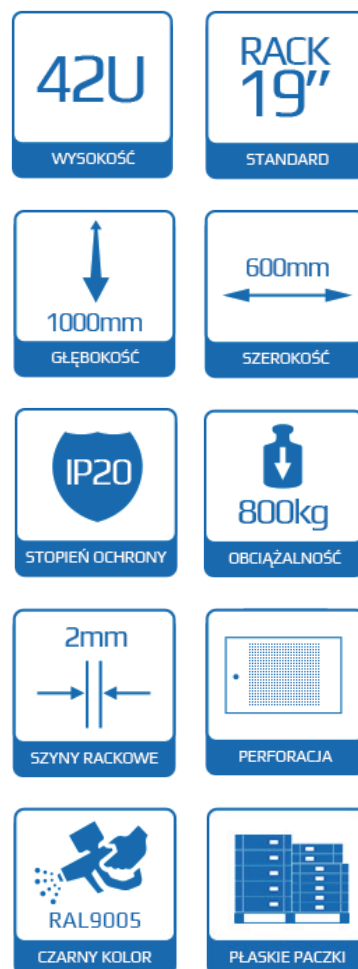 42U
WYSOKOŚĆ
RACK
19”
STANDARD
1000mm
GŁĘBOKOŚĆ
600mm
SZEROKOŚĆ
IP20
STOPIEŃ OCHRONY
800kg
OBCIĄŻALNOŚĆ
2mm
SZYNY RACKOWE
PERFORACJA
RAL9005
CZARNY KOLOR
PŁASKIE PACZKI